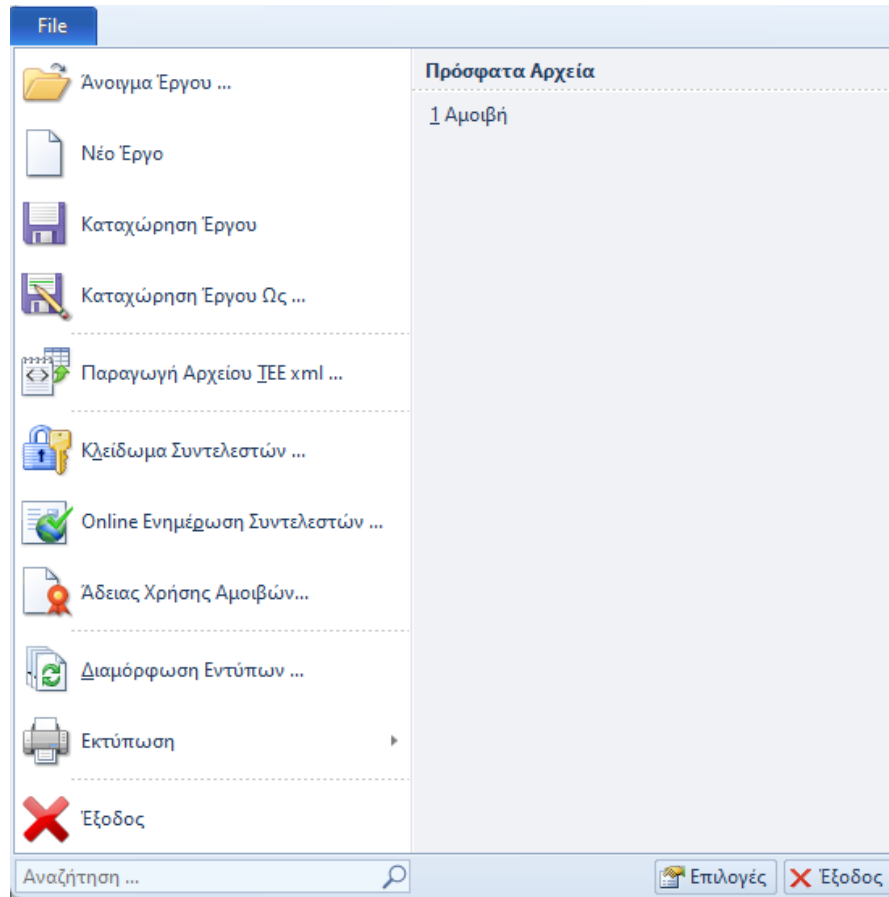 File
Άνοιγμα Έργου ...
Νέο Έργο
Καταχώρηση Έργου
Καταχώρηση Έργου Ως ...
Παραγωγή Αρχείου ΤΕΕ xml ...
Κλείδωμα Συντελεστών ...
Online Ενημέρωση Συντελεστών ...
Άδειας Χρήσης Αμοιβών...
Διαμόρφωση Εντύπων ...
Εκτύπωση
Έξοδος
Πρόσφατα Αρχεία
1 Αμοιβή
Αναζήτηση ...
Επιλογές
Έξοδος